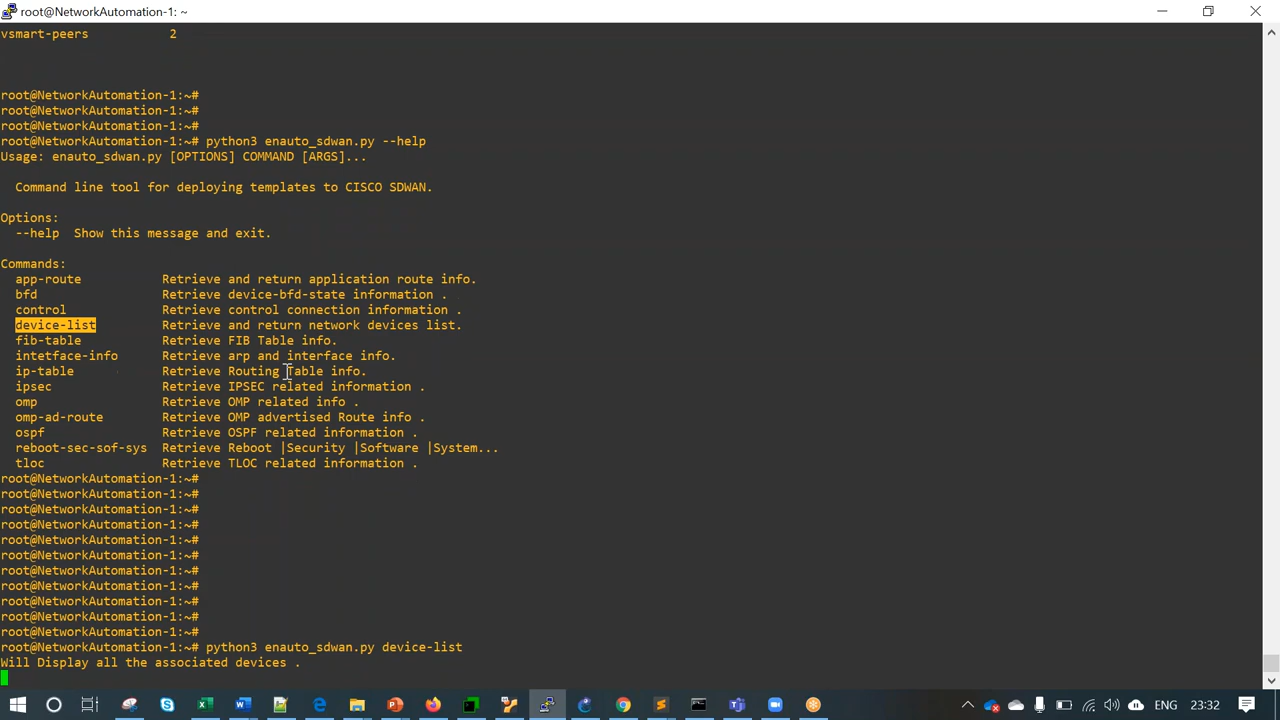 root@NetworkAutomation-1: ~
vsmart-peers 2
root@NetworkAutomation-1:~#
root@NetworkAutomation-1:~#
root@NetworkAutomation-1:~#
root@NetworkAutomation-1:~# python3 enauto_sdwan.py --help
Usage: enauto_sdwan.py [OPTIONS] COMMAND [ARGS]...
Command line tool for deploying templates to CISCO SDWAN.
Options:
--help Show this message and exit.
Commands:
app-route Retrieve and return application route info.
bfd Retrieve device-bfd-state information .
control Retrieve control connection information .
device-list Retrieve and return network devices list.
fib-table Retrieve FIB Table info.
intetface-info Retrieve arp and interface info.
ip-table Retrieve Routing Table info.
ipsec Retrieve IPSEC related information .
omp Retrieve OMP related info .
omp-ad-route Retrieve OMP advertised Route info .
ospf Retrieve OSPF related information .
reboot-sec-sof-sys Retrieve Reboot |Security |Software |System...
tloc Retrieve TLOC related information .
root@NetworkAutomation-1:~#
root@NetworkAutomation-1:~#
root@NetworkAutomation-1:~#
root@NetworkAutomation-1:~#
root@NetworkAutomation-1:~#
root@NetworkAutomation-1:~#
root@NetworkAutomation-1:~#
root@NetworkAutomation-1:~#
root@NetworkAutomation-1:~#
root@NetworkAutomation-1:~#
root@NetworkAutomation-1:~#
root@NetworkAutomation-1:~# python3 enauto_sdwan.py device-list
Will Display all the associated devices .
ENG 23:32